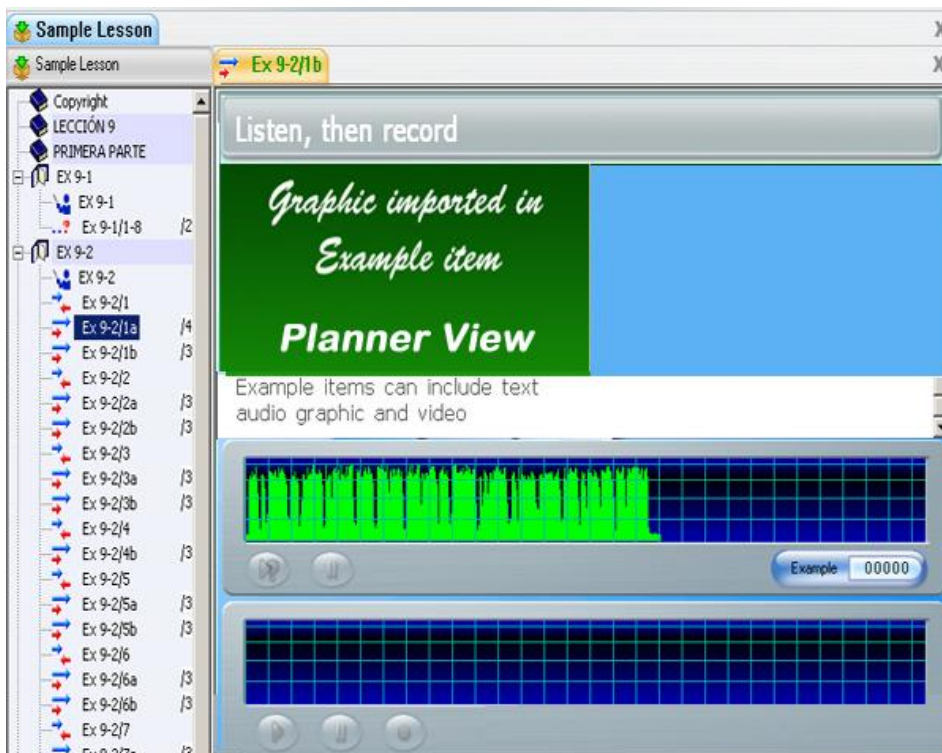 Sample Lesson
X
Sample Lesson
Ex 9-2/1b
X
Copyright
LECCIÓN 9
PRIMERA PARTE
EX 9-1
EX 9-1
Ex 9-1/1-8 /2
EX 9-2
EX 9-2
Ex 9-2/1
Ex 9-2/1a /4
Ex 9-2/1b /3
Ex 9-2/2
Ex 9-2/2a /3
Ex 9-2/2b /3
Ex 9-2/3
Ex 9-2/3a /3
Ex 9-2/3b /3
Ex 9-2/4
Ex 9-2/4b /3
Ex 9-2/5
Ex 9-2/5a /3
Ex 9-2/5b /3
Ex 9-2/6
Ex 9-2/6a /3
Ex 9-2/6b /3
Ex 9-2/7
Listen, then record
Graphic imported in
Example item
Planner View
Example items can include text
audio graphic and video
Example 00000